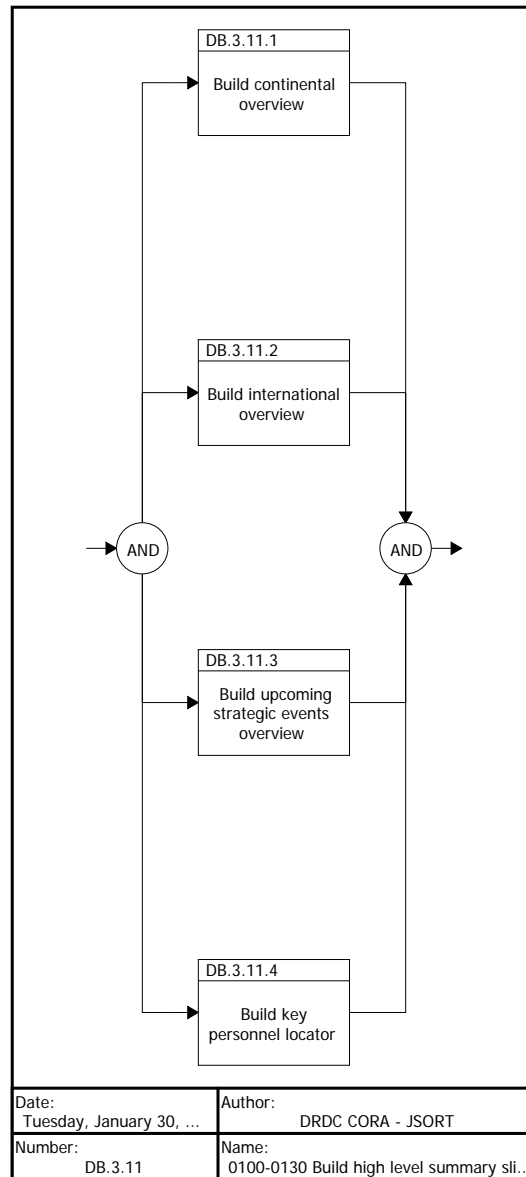 DB.3.11.1
Build continental
overview
DB.3.11.2
Build international
overview
AND
AND
DB.3.11.3
Build upcoming
strategic events
overview
DB.3.11.4
Build key
personnel locator
Date:
Tuesday, January 30, ...
Author:
DRDC CORA - JSORT
Number:
DB.3.11
Name:
0100-0130 Build high level summary sli...